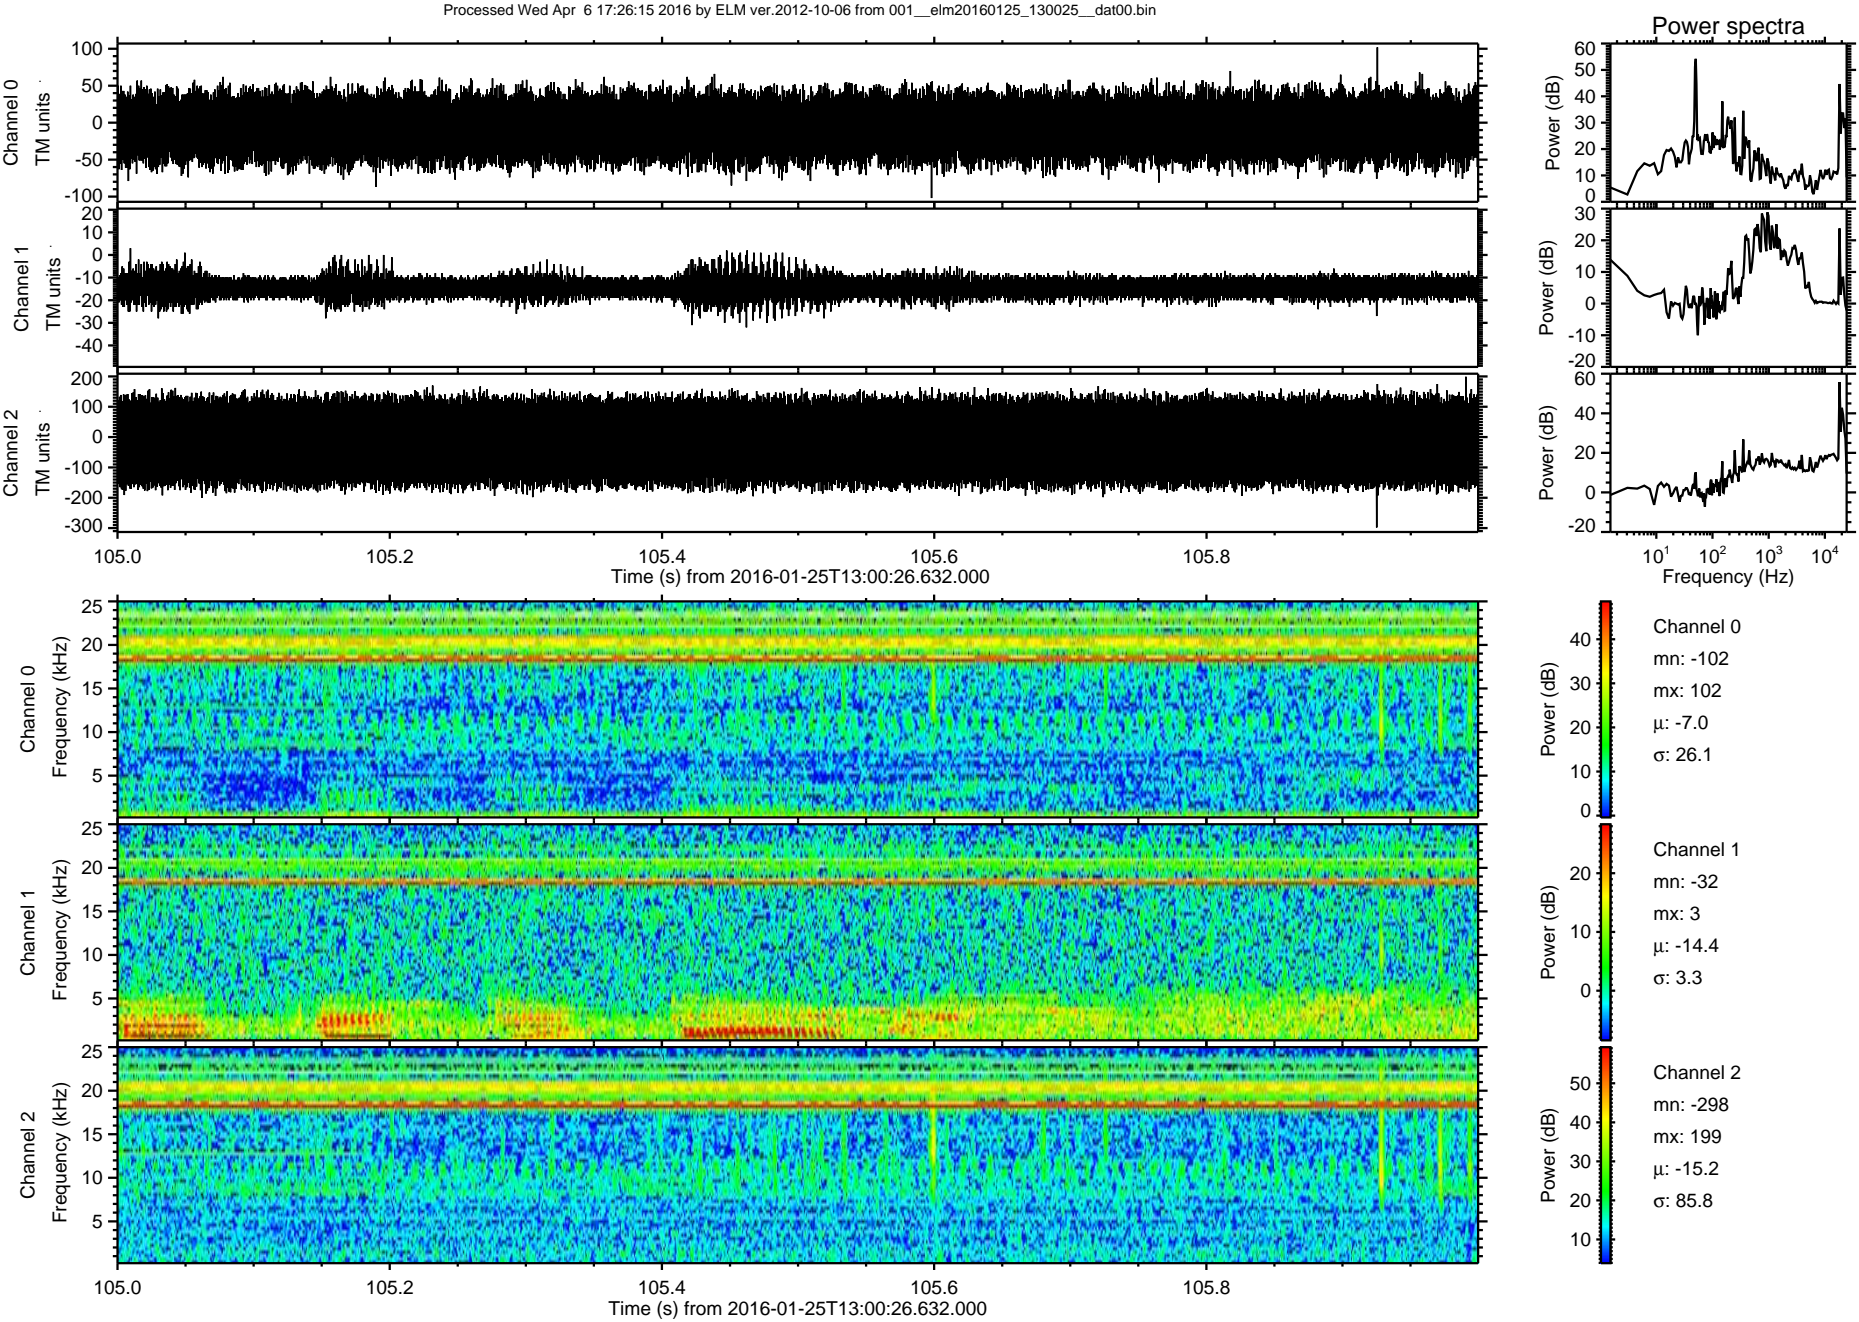 Processed Wed Apr  6 17:26:15 2016 by ELM ver.2012-10-06 from 001__elm20160125_130025__dat00.bin
Power spectra
Channel 0
TM units
100
50
0
-50
-100
Power (dB)
60
50
40
30
20
10
0
Channel 1
TM units
20
10
0
-10
-20
-30
-40
Power (dB)
30
20
10
0
-10
-20
Channel 2
TM units
200
100
0
-100
-200
-300
Power (dB)
60
40
20
0
-20
105.0 105.2 105.4 105.6 105.8
Time (s) from 2016-01-25T13:00:26.632.000
10¹ 10² 10³ 10⁴
Frequency (Hz)
Channel 0
Frequency (kHz)
25
20
15
10
5
Power (dB)
40
30
20
10
0
Channel 0
mn: -102
mx: 102
μ: -7.0
σ: 26.1
Channel 1
Frequency (kHz)
25
20
15
10
5
Power (dB)
20
10
0
Channel 1
mn: -32
mx: 3
μ: -14.4
σ: 3.3
Channel 2
Frequency (kHz)
25
20
15
10
5
Power (dB)
50
40
30
20
10
Channel 2
mn: -298
mx: 199
μ: -15.2
σ: 85.8
105.0 105.2 105.4 105.6 105.8
Time (s) from 2016-01-25T13:00:26.632.000